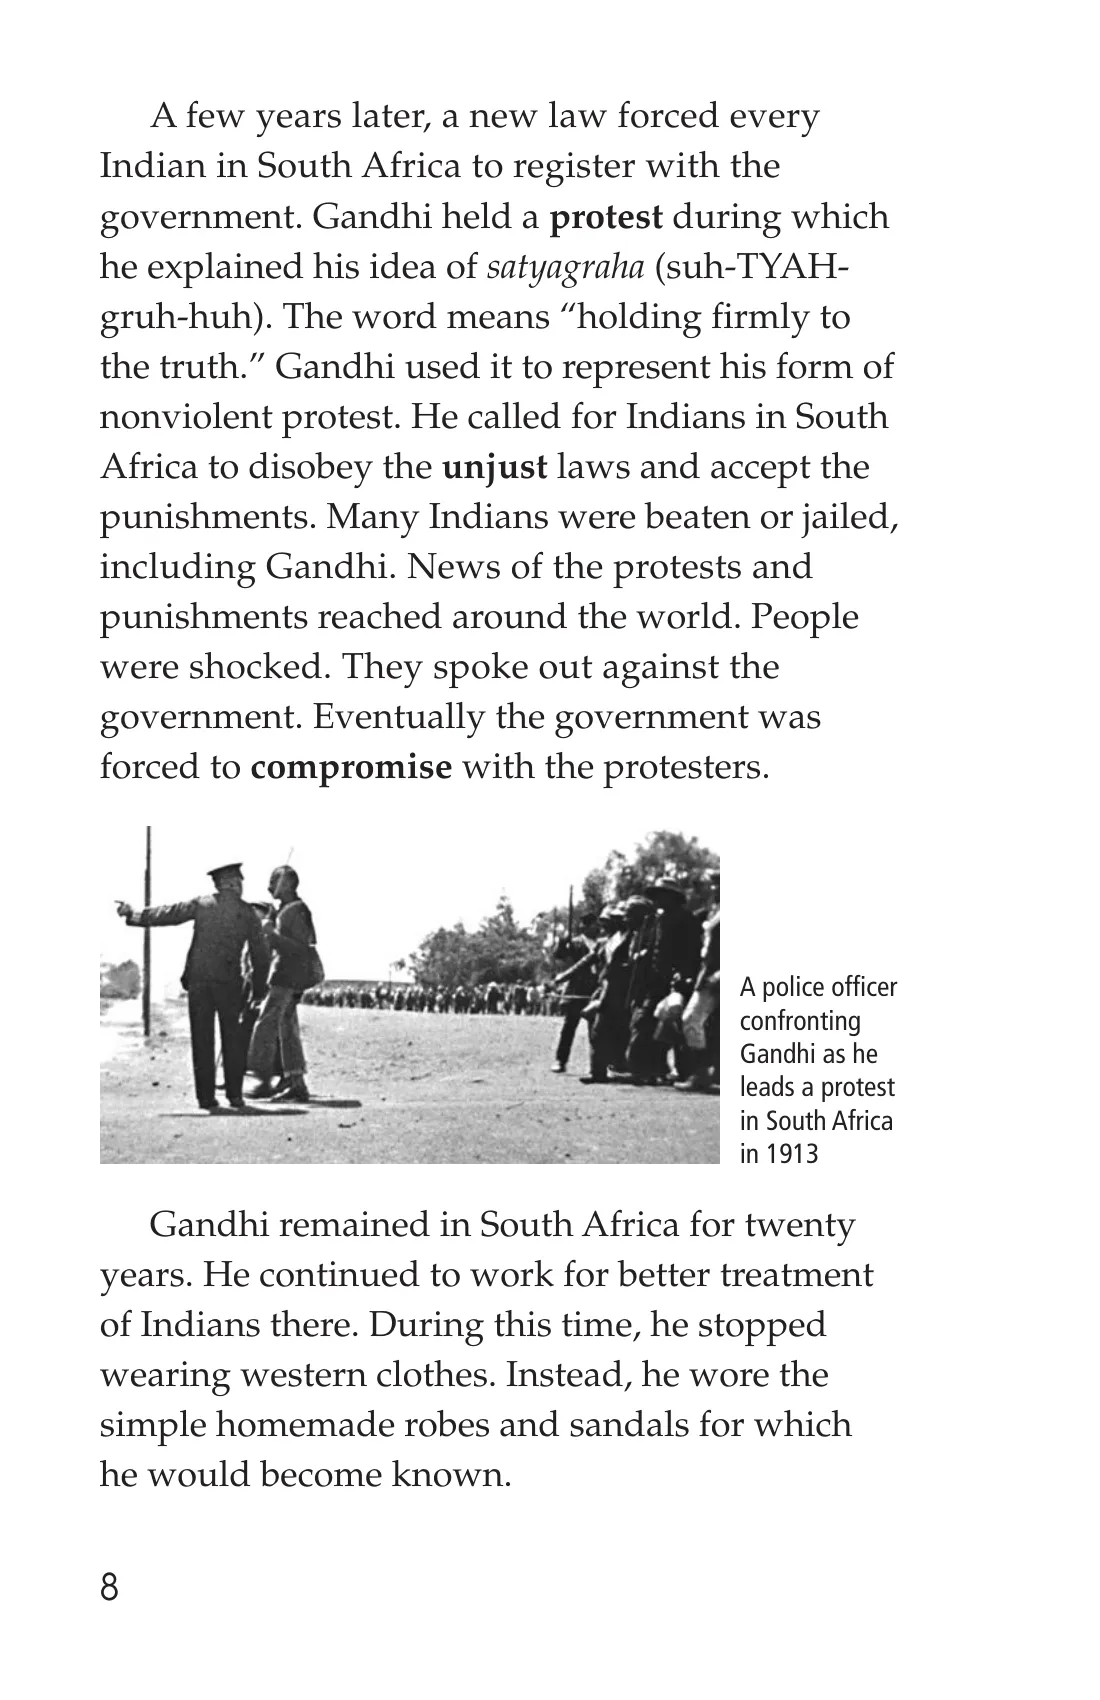 A few years later, a new law forced every
Indian in South Africa to register with the
government. Gandhi held a protest during which
he explained his idea of satyagraha (suh-TYAH-
gruh-huh). The word means “holding firmly to
the truth.” Gandhi used it to represent his form of
nonviolent protest. He called for Indians in South
Africa to disobey the unjust laws and accept the
punishments. Many Indians were beaten or jailed,
including Gandhi. News of the protests and
punishments reached around the world. People
were shocked. They spoke out against the
government. Eventually the government was
forced to compromise with the protesters.
A police officer
confronting
Gandhi as he
leads a protest
in South Africa
in 1913
Gandhi remained in South Africa for twenty
years. He continued to work for better treatment
of Indians there. During this time, he stopped
wearing western clothes. Instead, he wore the
simple homemade robes and sandals for which
he would become known.
8